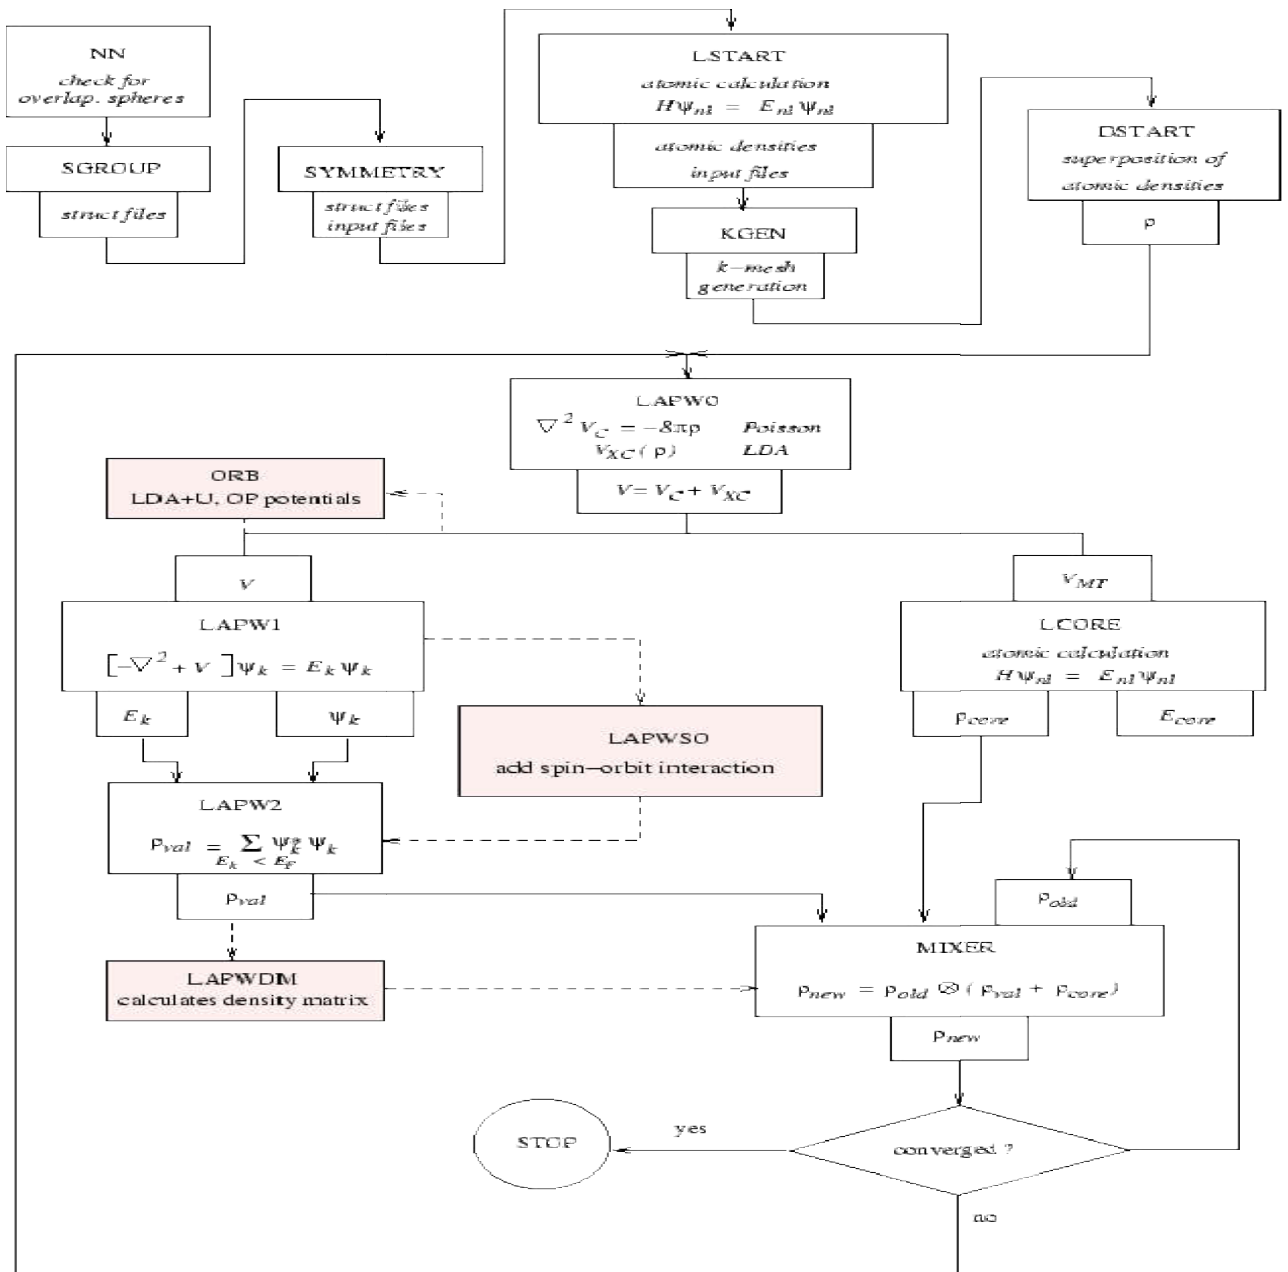 NN
check for
overlap. spheres
SGROUP
struct files
SYMMETRY
struct files
input files
LSTART
atomic calculation
Hψnl = Enl ψnl
atomic densities
input files
KGEN
k-mesh
generation
DSTART
superposition of
atomic densities
ρ
LAPW0
∇² VC = −8πρ Poisson
VXC(ρ) LDA
V = VC + VXC
ORB
LDA+U, OP potentials
V
LAPW1
[−∇² + V ] ψk = Ek ψk
Ek
ψk
LAPWSO
add spin−orbit interaction
LAPW2
ρval = Σ ψk* ψk
Ek < EF
ρval
LAPWDM
calculates density matrix
VMT
LCORE
atomic calculation
Hψnl = Enl ψnl
ρcore
Ecore
ρold
MIXER
ρnew = ρold ⊗ (ρval + ρcore)
ρnew
converged ?
yes
STOP
no